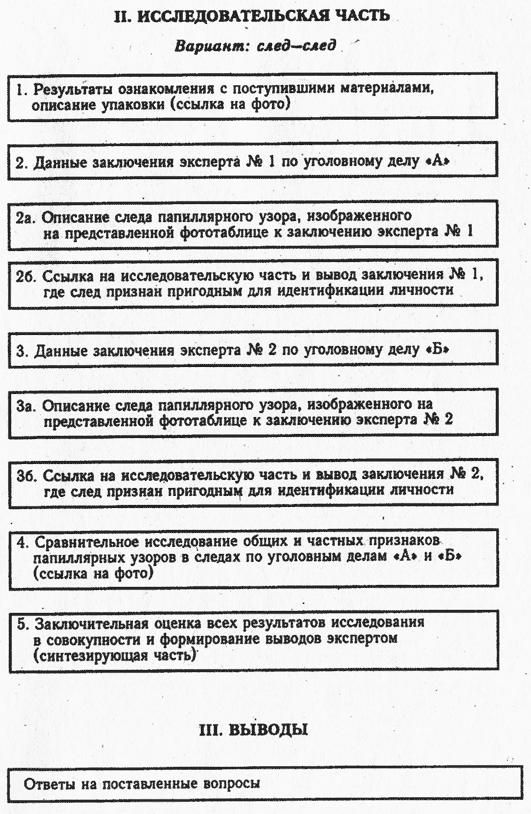 II. ИССЛЕДОВАТЕЛЬСКАЯ ЧАСТЬ
Вариант: след—след
1. Результаты ознакомления с поступившими материалами,
описание упаковки (ссылка на фото)
2. Данные заключения эксперта № 1 по уголовному делу «А»
2а. Описание следа папиллярного узора, изображенного
на представленной фототаблице к заключению эксперта № 1
2б. Ссылка на исследовательскую часть и вывод заключения № 1,
где след признан пригодным для идентификации личности
3. Данные заключения эксперта № 2 по уголовному делу «Б»
3а. Описание следа папиллярного узора, изображенного на
представленной фототаблице к заключению эксперта № 2
3б. Ссылка на исследовательскую часть и вывод заключения № 2,
где след признан пригодным для идентификации личности
4. Сравнительное исследование общих и частных признаков
папиллярных узоров в следах по уголовным делам «А» и «Б»
(ссылка на фото)
5. Заключительная оценка всех результатов исследования
в совокупности и формирование выводов экспертом
(синтезирующая часть)
III. ВЫВОДЫ
Ответы на поставленные вопросы